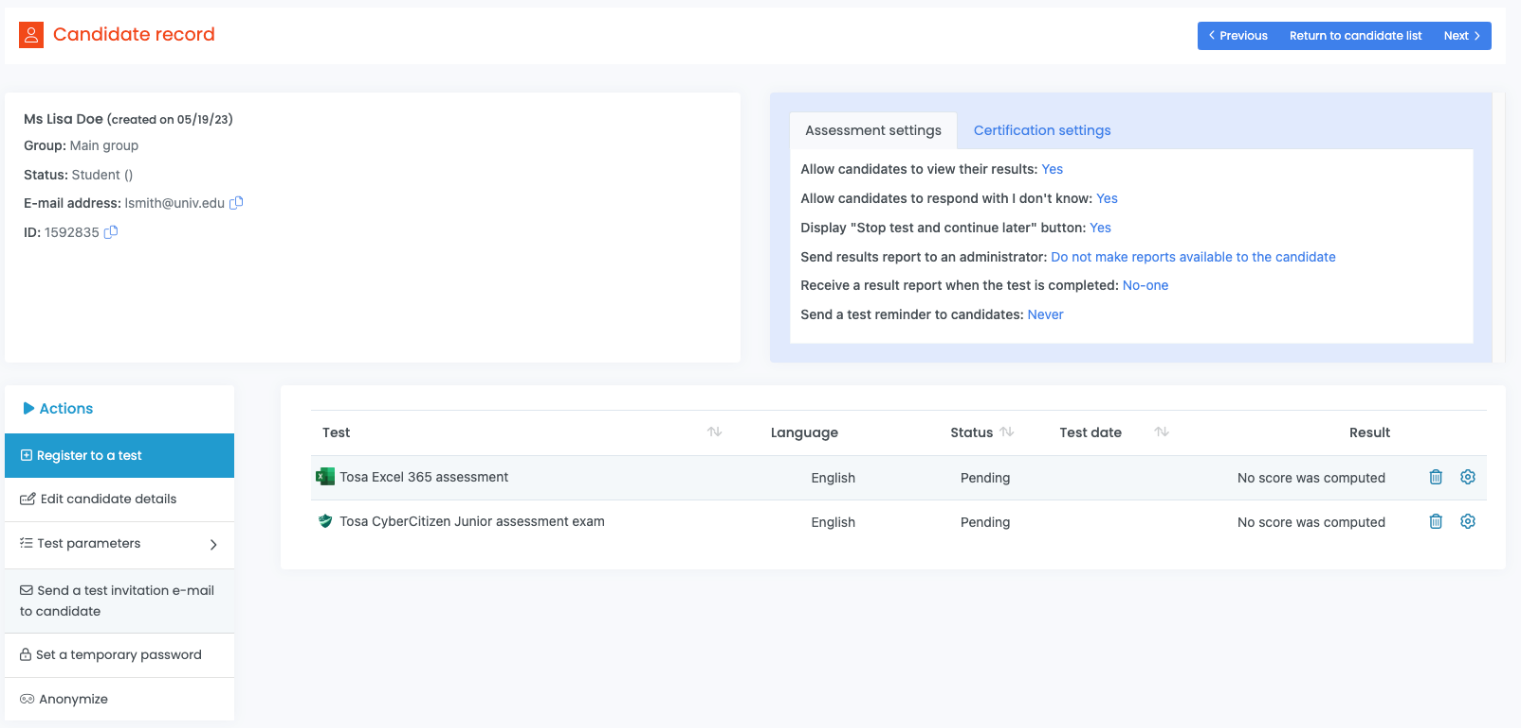 Candidate record
Previous Return to candidate list Next
Ms Lisa Doe (created on 05/19/23)
Group: Main group
Status: Student ()
E-mail address: lsmith@univ.edu
ID: 1592835
Assessment settings Certification settings
Allow candidates to view their results: Yes
Allow candidates to respond with I don't know: Yes
Display "Stop test and continue later" button: Yes
Send results report to an administrator: Do not make reports available to the candidate
Receive a result report when the test is completed: No-one
Send a test reminder to candidates: Never
Actions
Register to a test
Edit candidate details
Test parameters
Send a test invitation e-mail
to candidate
Set a temporary password
Anonymize
Test Language Status Test date Result
Tosa Excel 365 assessment English Pending No score was computed
Tosa CyberCitizen Junior assessment exam English Pending No score was computed